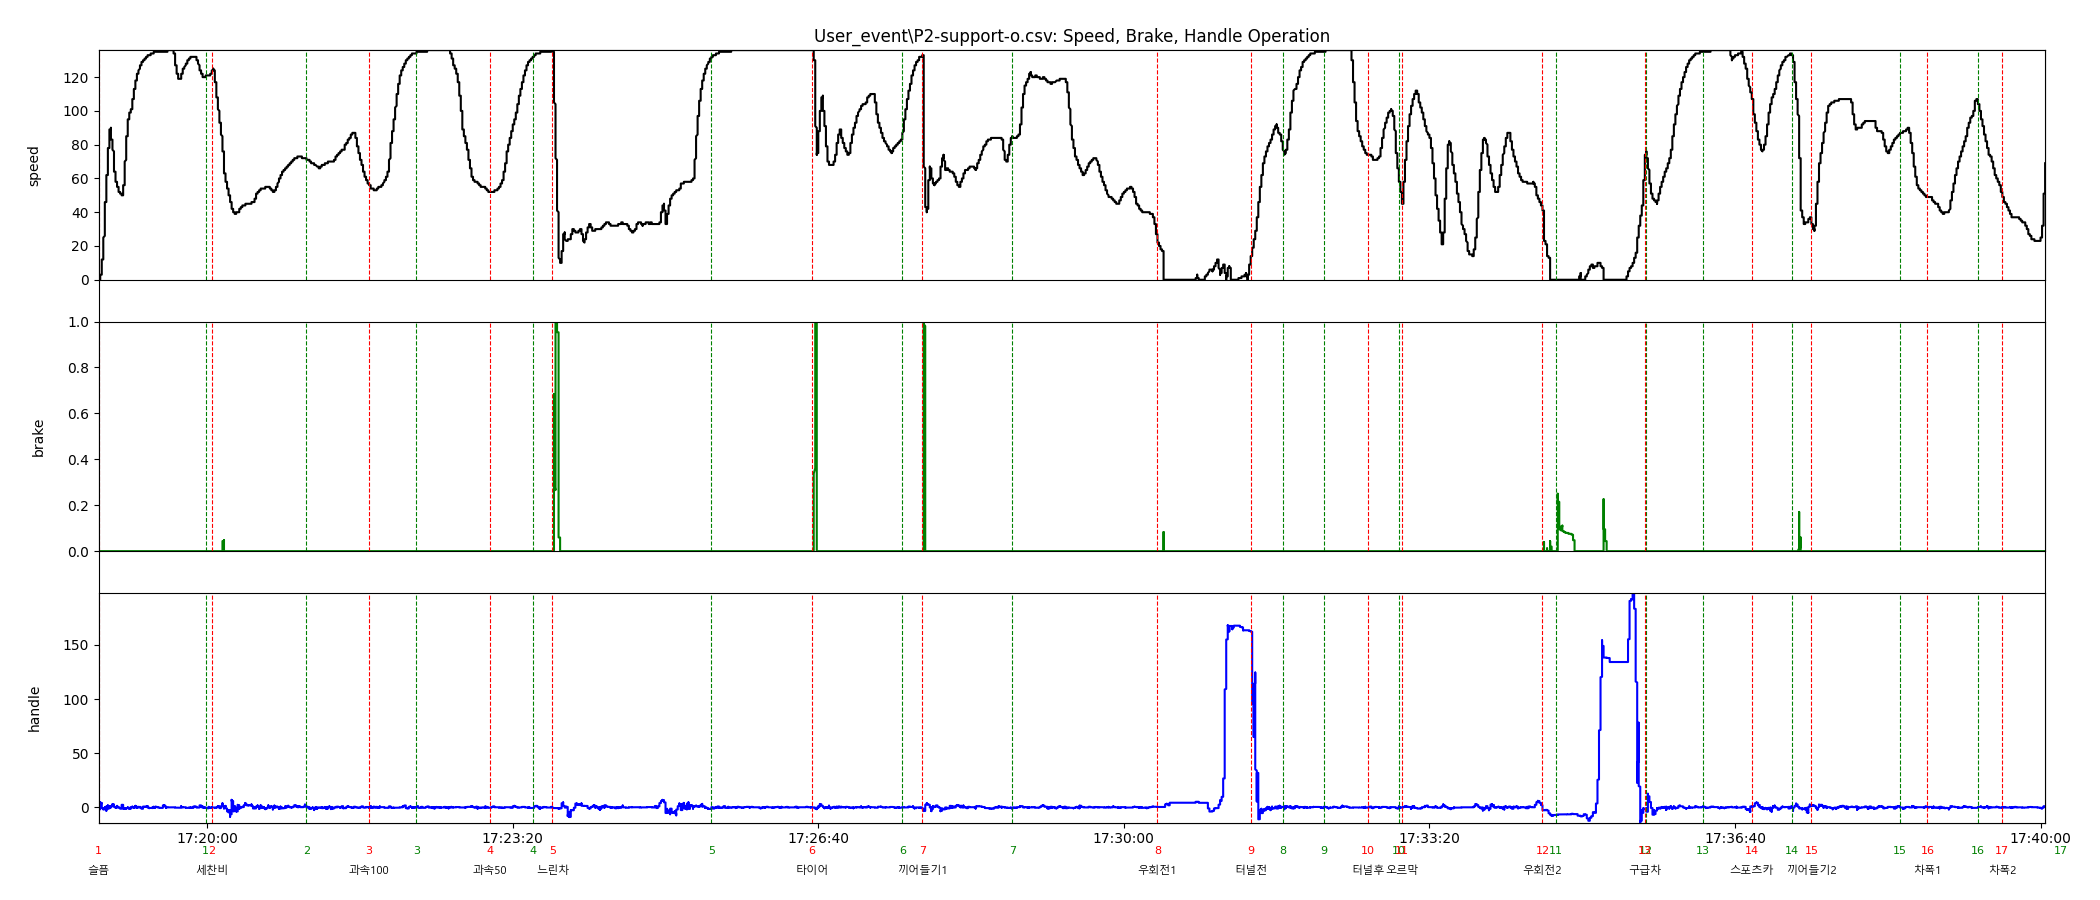 User_event\P2-support-o.csv: Speed, Brake, Handle Operation
speed
120
100
80
60
40
20
0
brake
1.0
0.8
0.6
0.4
0.2
0.0
handle
150
100
50
0
17:20:00 17:23:20 17:26:40 17:30:00 17:33:20 17:36:40 17:40:00
1 1 2 2 3 3 4 4 5 5 6 6 7 7 8 9 8 9 10 10 11 12 11 12 13 14 14 15 15 16 16 17 17
슬픔 세찬비 과속100 과속50 느린차 타이어 끼어들기1 우회전1 터널전 터널후 오르막 우회전2 구급차 스포츠카 끼어들기2 차폭1 차폭2